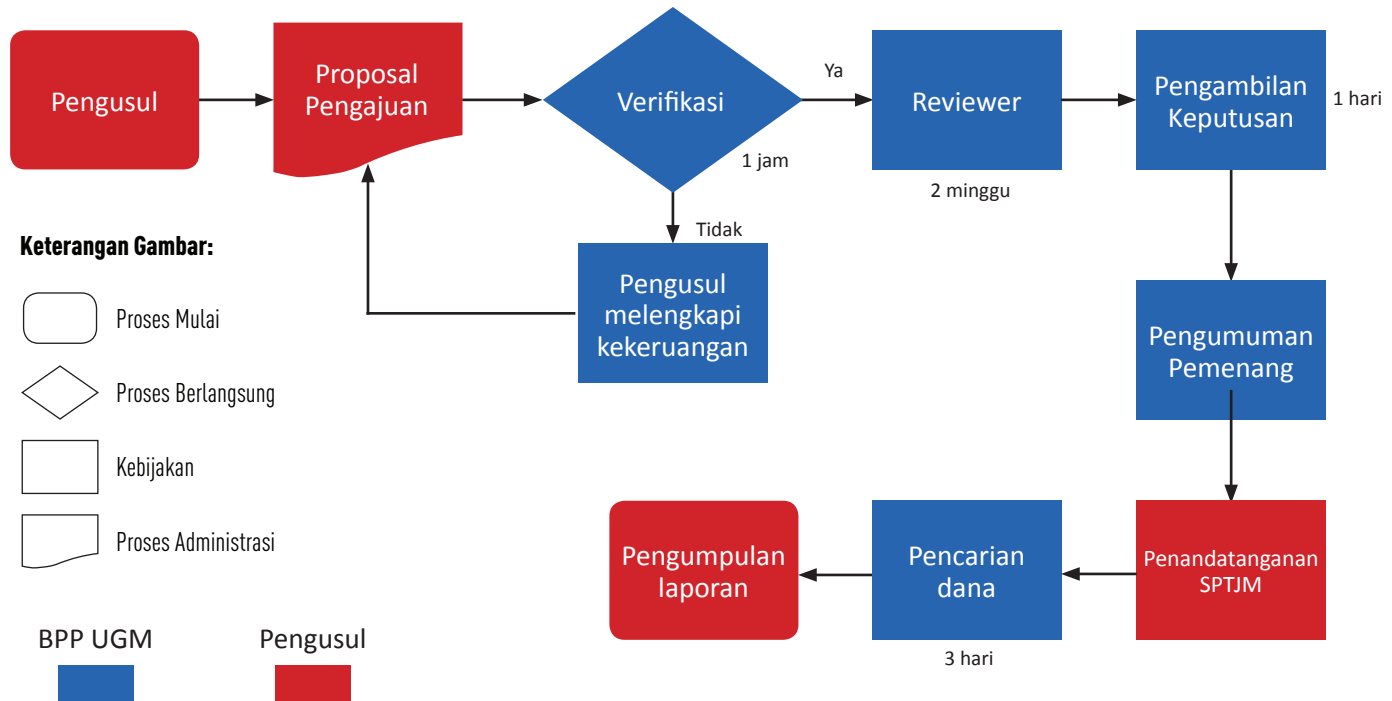 Pengusul
Proposal
Pengajuan
Verifikasi
1 jam
Ya
Reviewer
2 minggu
Pengambilan
Keputusan
1 hari
Tidak
Pengusul
melengkapi
kekeruangan
Pengumuman
Pemenang
Penandatanganan
SPTJM
Pencarian
dana
3 hari
Pengumpulan
laporan
Keterangan Gambar:
Proses Mulai
Proses Berlangsung
Kebijakan
Proses Administrasi
BPP UGM
Pengusul